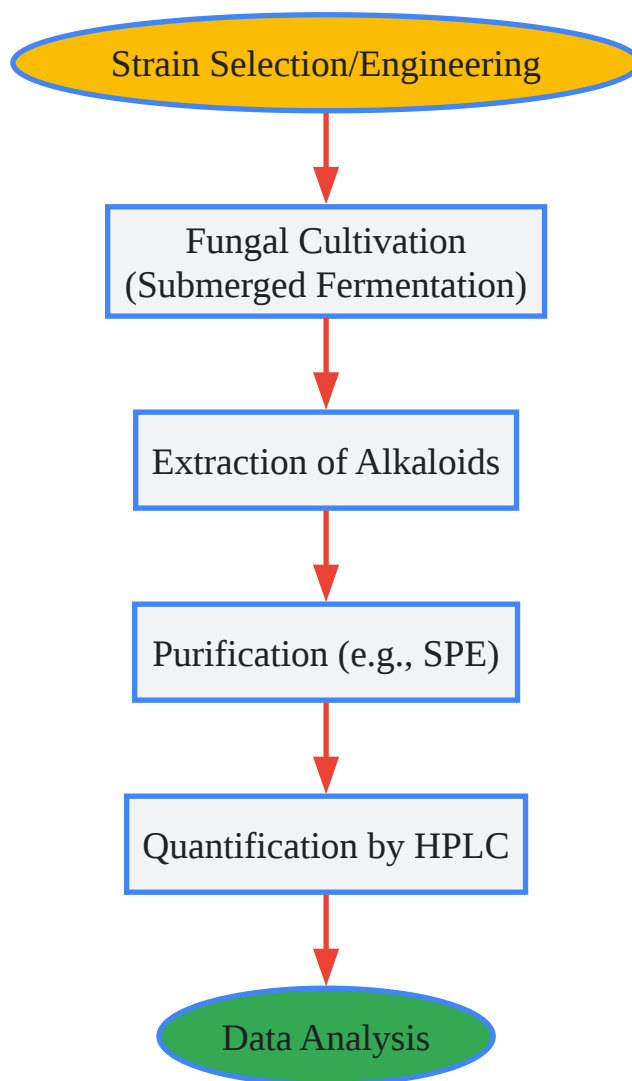 Strain Selection/Engineering
Fungal Cultivation
(Submerged Fermentation)
Extraction of Alkaloids
Purification (e.g., SPE)
Quantification by HPLC
Data Analysis